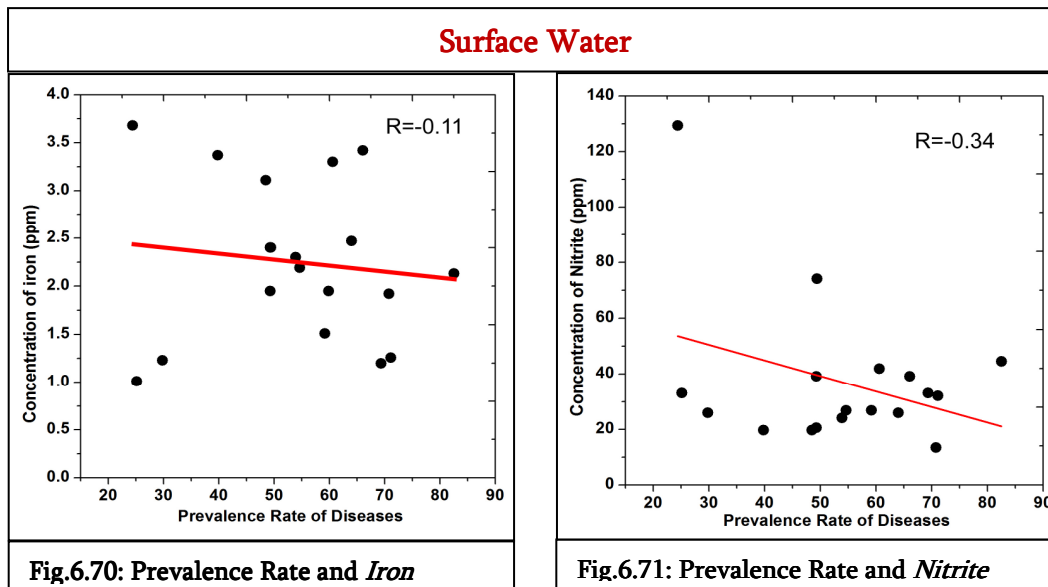 Surface Water
R=-0.11
4.0
3.5
3.0
2.5
2.0
1.5
1.0
0.5
0.0
Concentration of iron (ppm)
20 30 40 50 60 70 80 90
Prevalence Rate of Diseases
Fig.6.70: Prevalence Rate and Iron
R=-0.34
140
120
100
80
60
40
20
0
Concentration of Nitrite (ppm)
20 30 40 50 60 70 80 90
Prevalence Rate of Diseases
Fig.6.71: Prevalence Rate and Nitrite